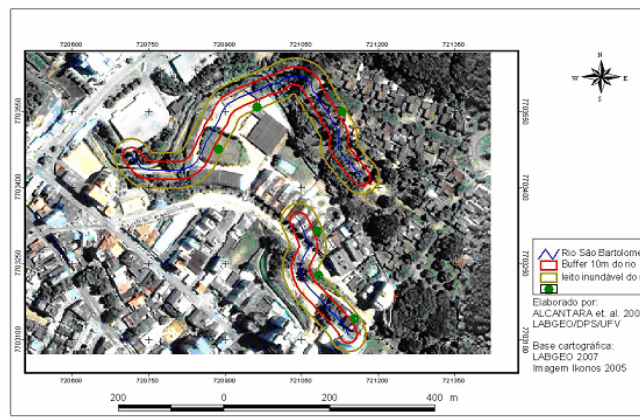 720600 720750 720900 721050 721200 721350
7703550 7703550
7703400 7703400
7703250 7703250
7703100 7703100
720600 720750 720900 721050 721200 721350
N
W E
S
Rio São Bartolome
Buffer 10m do rio
leito inundável do
Elaborado por:
ALCANTARA et. al. 200
LABGEO/DPS/UFV
Base cartográfica:
LABGEO 2007
Imagem Ikonos 2005
200 0 200 400 m